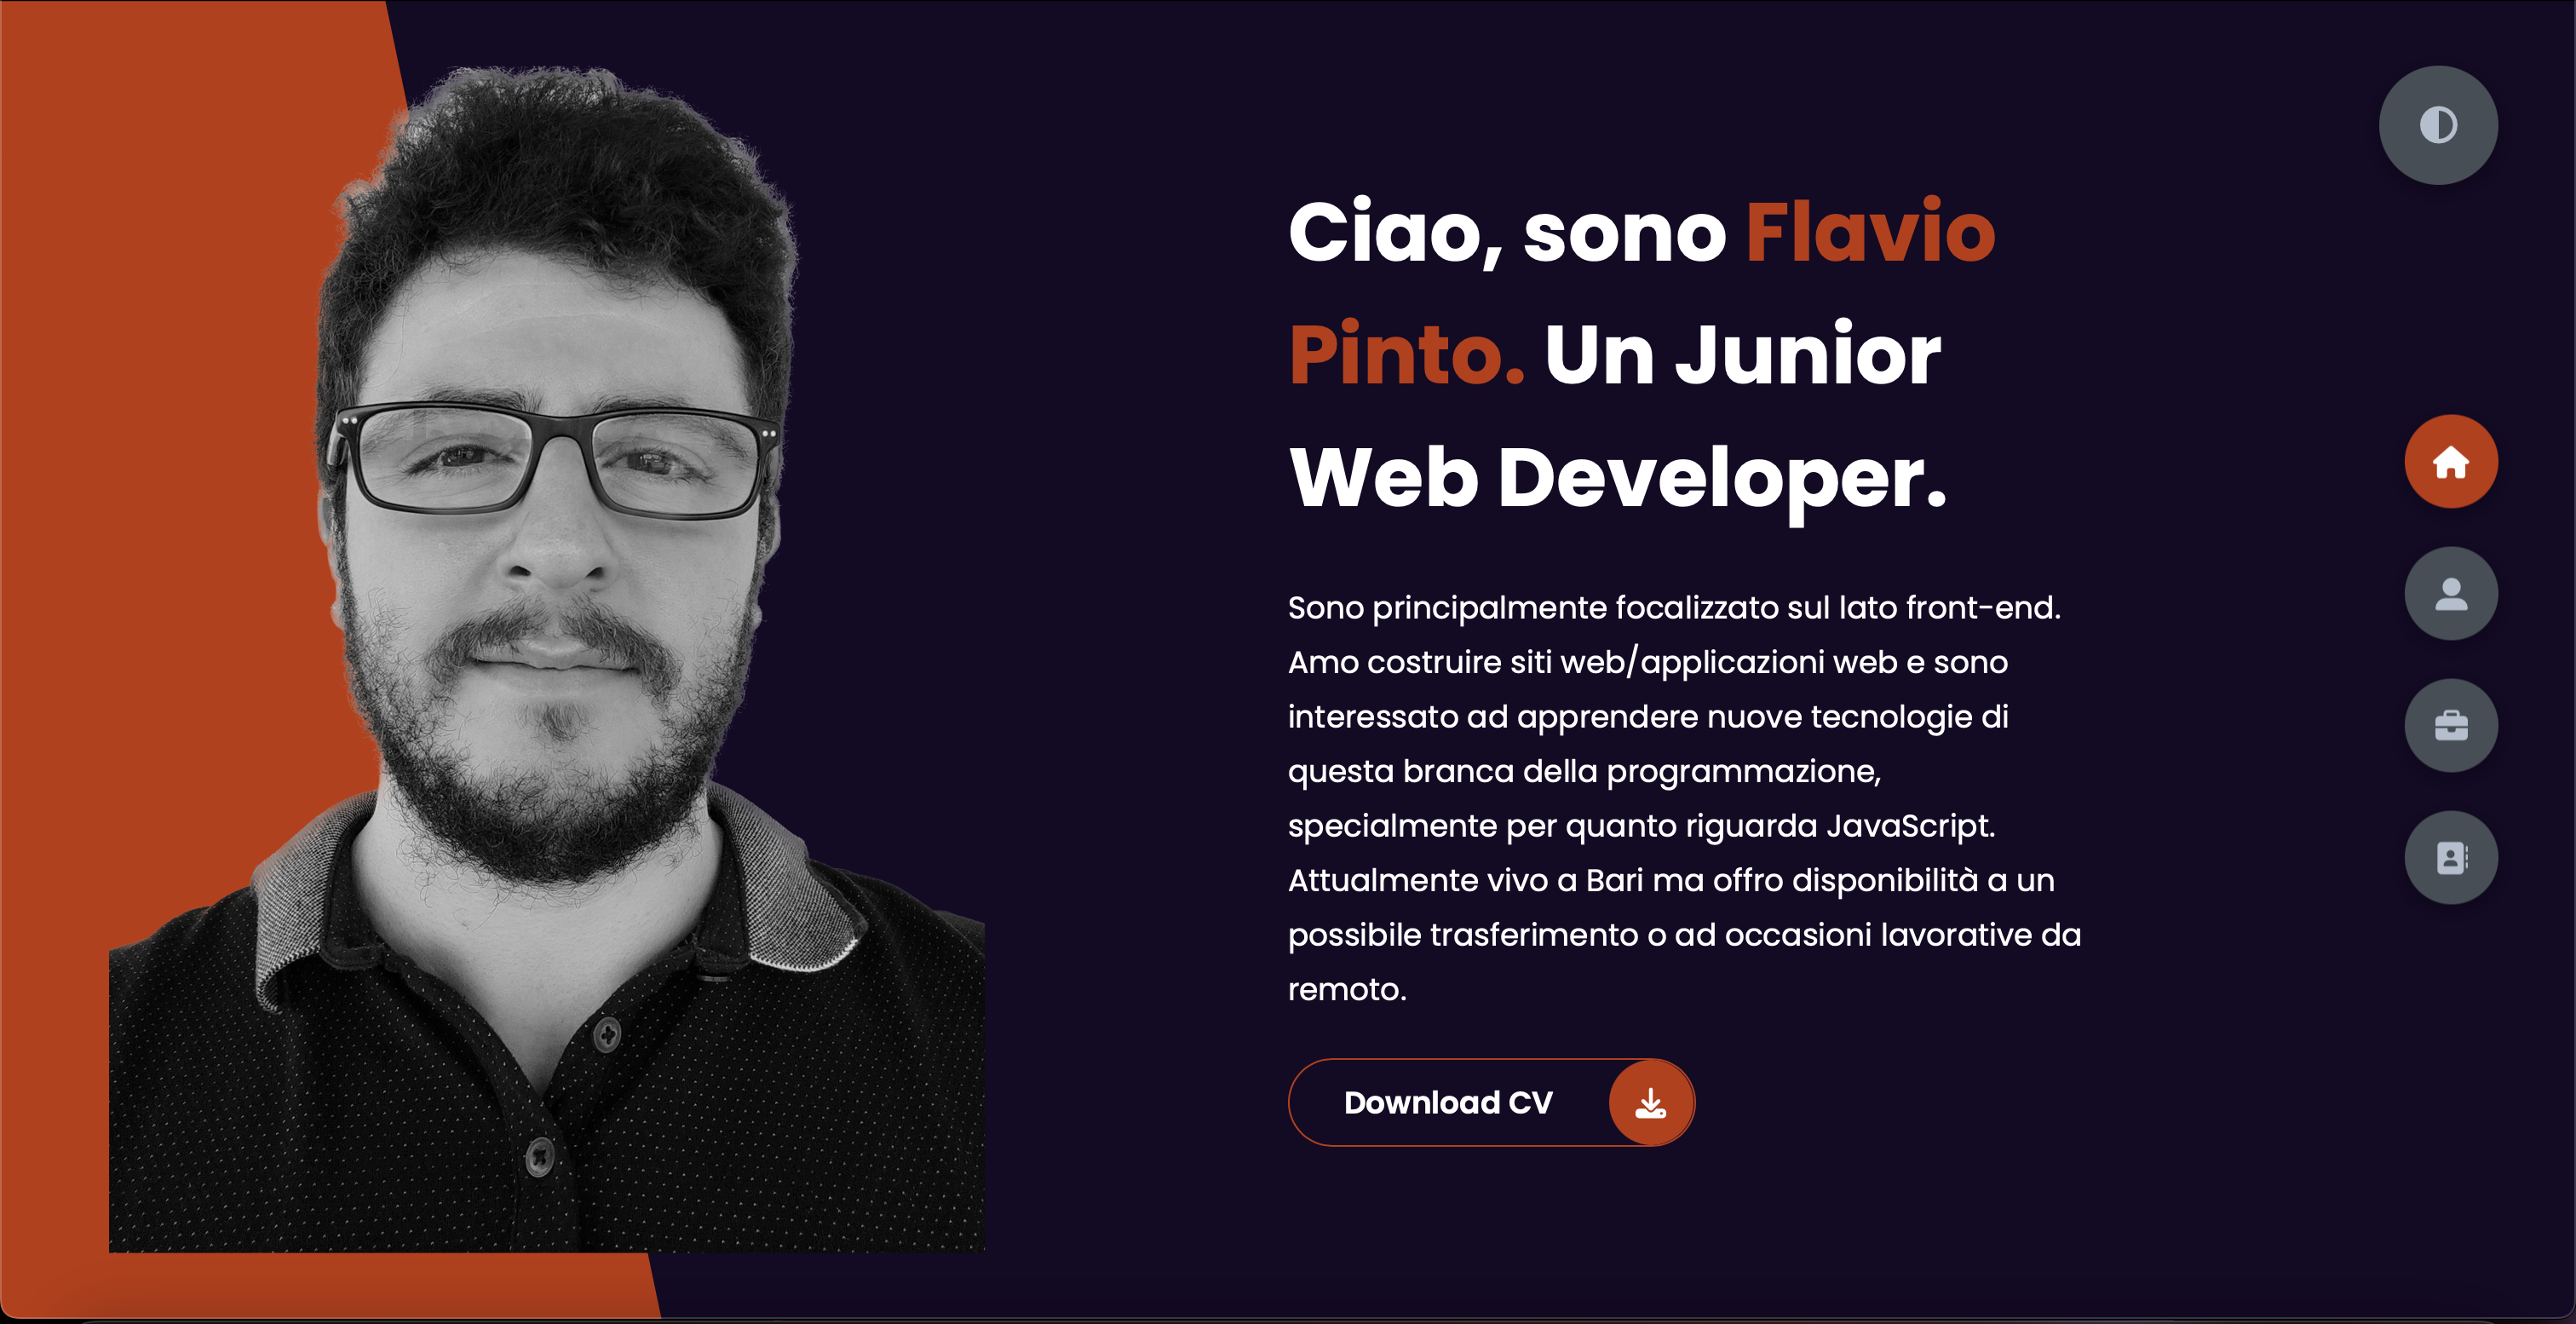 Ciao, sono Flavio
Pinto. Un Junior
Web Developer.
Sono principalmente focalizzato sul lato front-end.
Amo costruire siti web/applicazioni web e sono
interessato ad apprendere nuove tecnologie di
questa branca della programmazione,
specialmente per quanto riguarda JavaScript.
Attualmente vivo a Bari ma offro disponibilità a un
possibile trasferimento o ad occasioni lavorative da
remoto.
Download CV